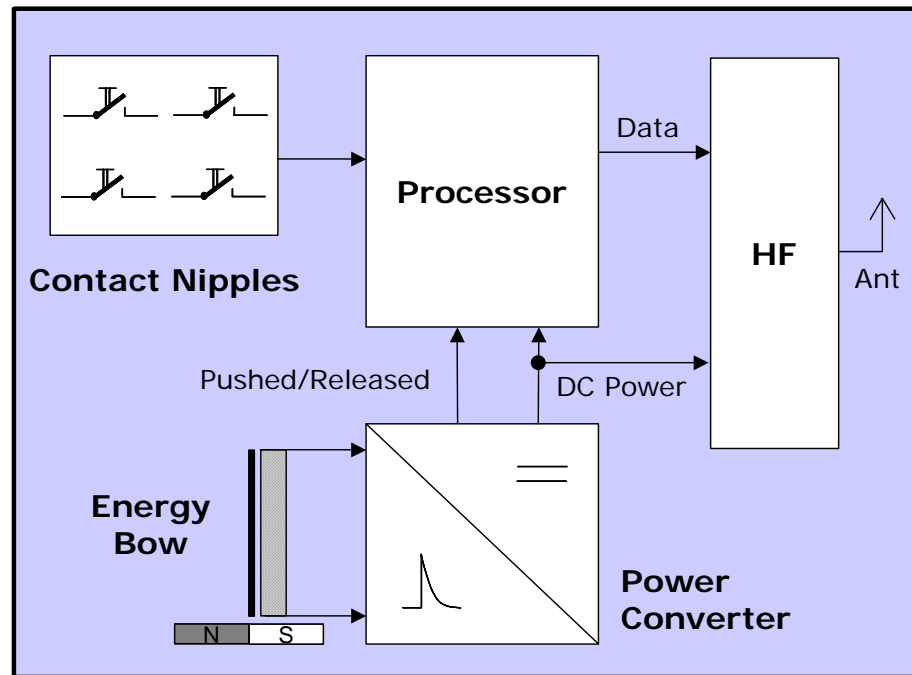 Data
Processor
HF
Contact Nipples
Ant
Pushed/Released
DC Power
Energy
Bow
Power
Converter
N S